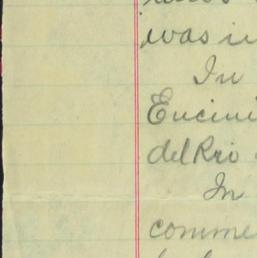 was in
In
Encini
del Rio
In
comme